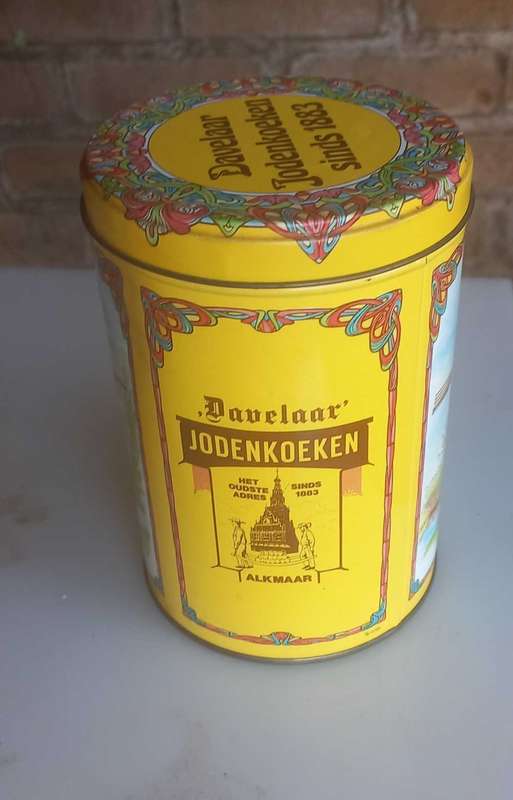 Davelaar
Jodenkoeken
sinds 1883
‚Davelaar’
JODENKOEKEN
HET
OUDSTE
ADRES
SINDS
1883
ALKMAAR